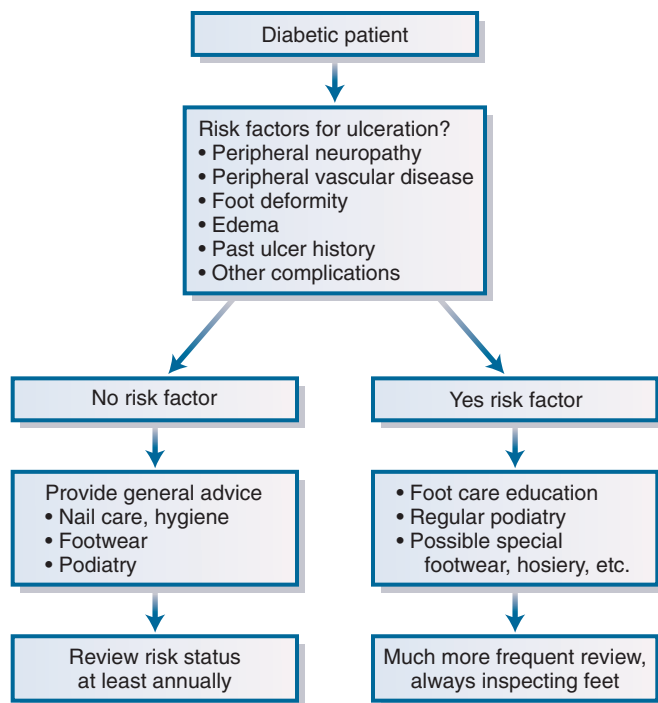 Diabetic patient
Risk factors for ulceration?
• Peripheral neuropathy
• Peripheral vascular disease
• Foot deformity
• Edema
• Past ulcer history
• Other complications
No risk factor
Provide general advice
• Nail care, hygiene
• Footwear
• Podiatry
Review risk status
at least annually
Yes risk factor
• Foot care education
• Regular podiatry
• Possible special
footwear, hosiery, etc.
Much more frequent review,
always inspecting feet